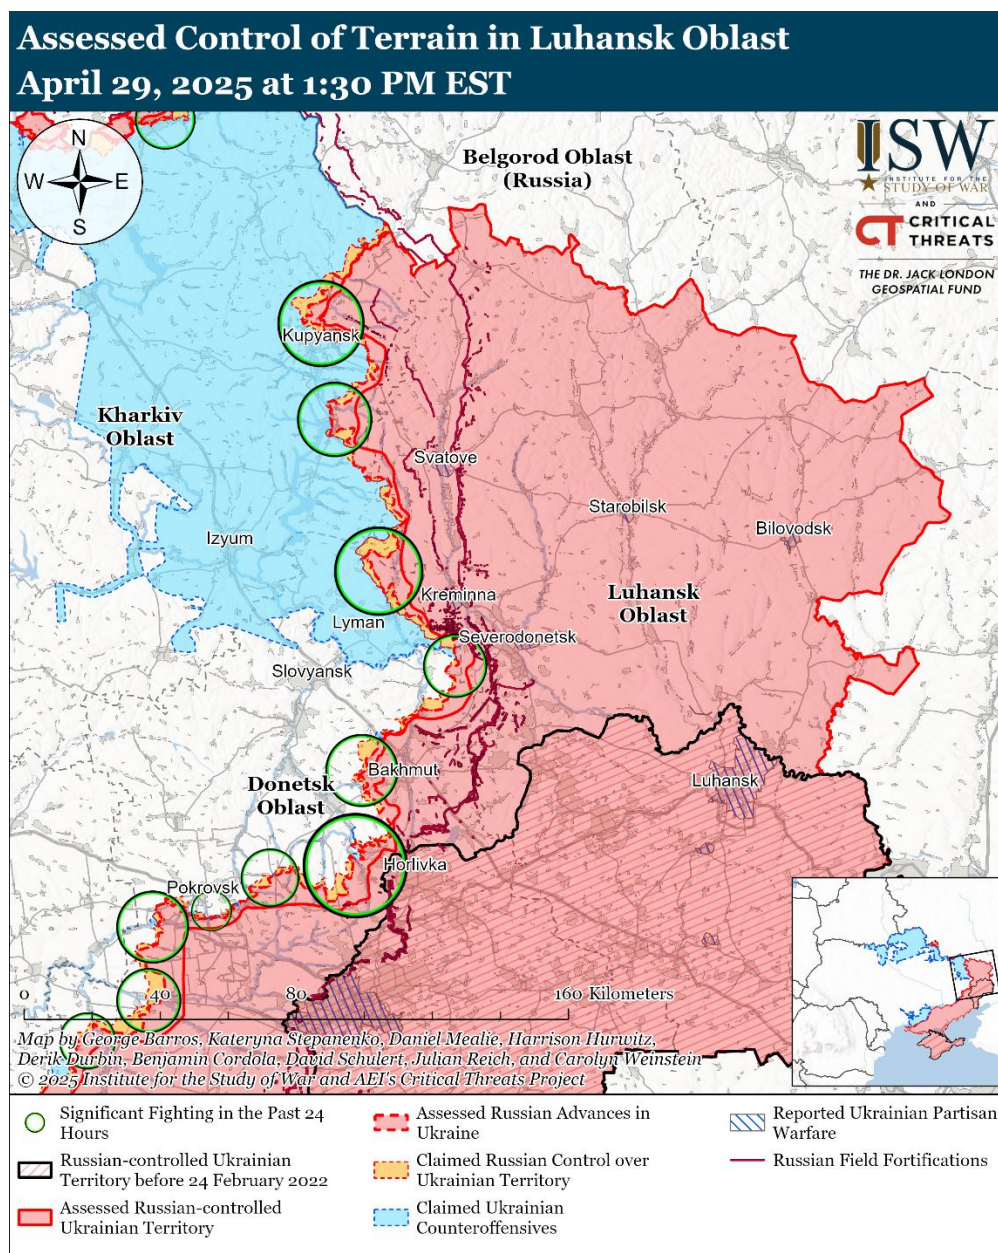 Assessed Control of Terrain in Luhansk Oblast
April 29, 2025 at 1:30 PM EST
N
W
E
S
Belgorod Oblast
(Russia)
ISW
INSTITUTE FOR THE
STUDY OF WAR
AND
CT CRITICAL
THREATS
THE DR. JACK LONDON
GEOSPATIAL FUND
Kupyansk
Kharkiv
Oblast
Svatove
Starobilsk
Bilovodsk
Izyum
Kreminna
Luhansk
Oblast
Lyman
Severodonetsk
Slovyansk
Bakhmut
Luhansk
Donetsk
Oblast
Horlivka
Pokrovsk
0
40
80
160 Kilometers
Map by George Barros, Kateryna Stepanenko, Daniel Mealie, Harrison Hurwitz,
Derik Durbin, Benjamin Cordola, David Schulert, Julian Reich, and Carolyn Weinstein
© 2025 Institute for the Study of War and AEI's Critical Threats Project
Significant Fighting in the Past 24
Hours
Russian-controlled Ukrainian
Territory before 24 February 2022
Assessed Russian-controlled
Ukrainian Territory
Assessed Russian Advances in
Ukraine
Claimed Russian Control over
Ukrainian Territory
Claimed Ukrainian
Counteroffensives
Reported Ukrainian Partisan
Warfare
Russian Field Fortifications